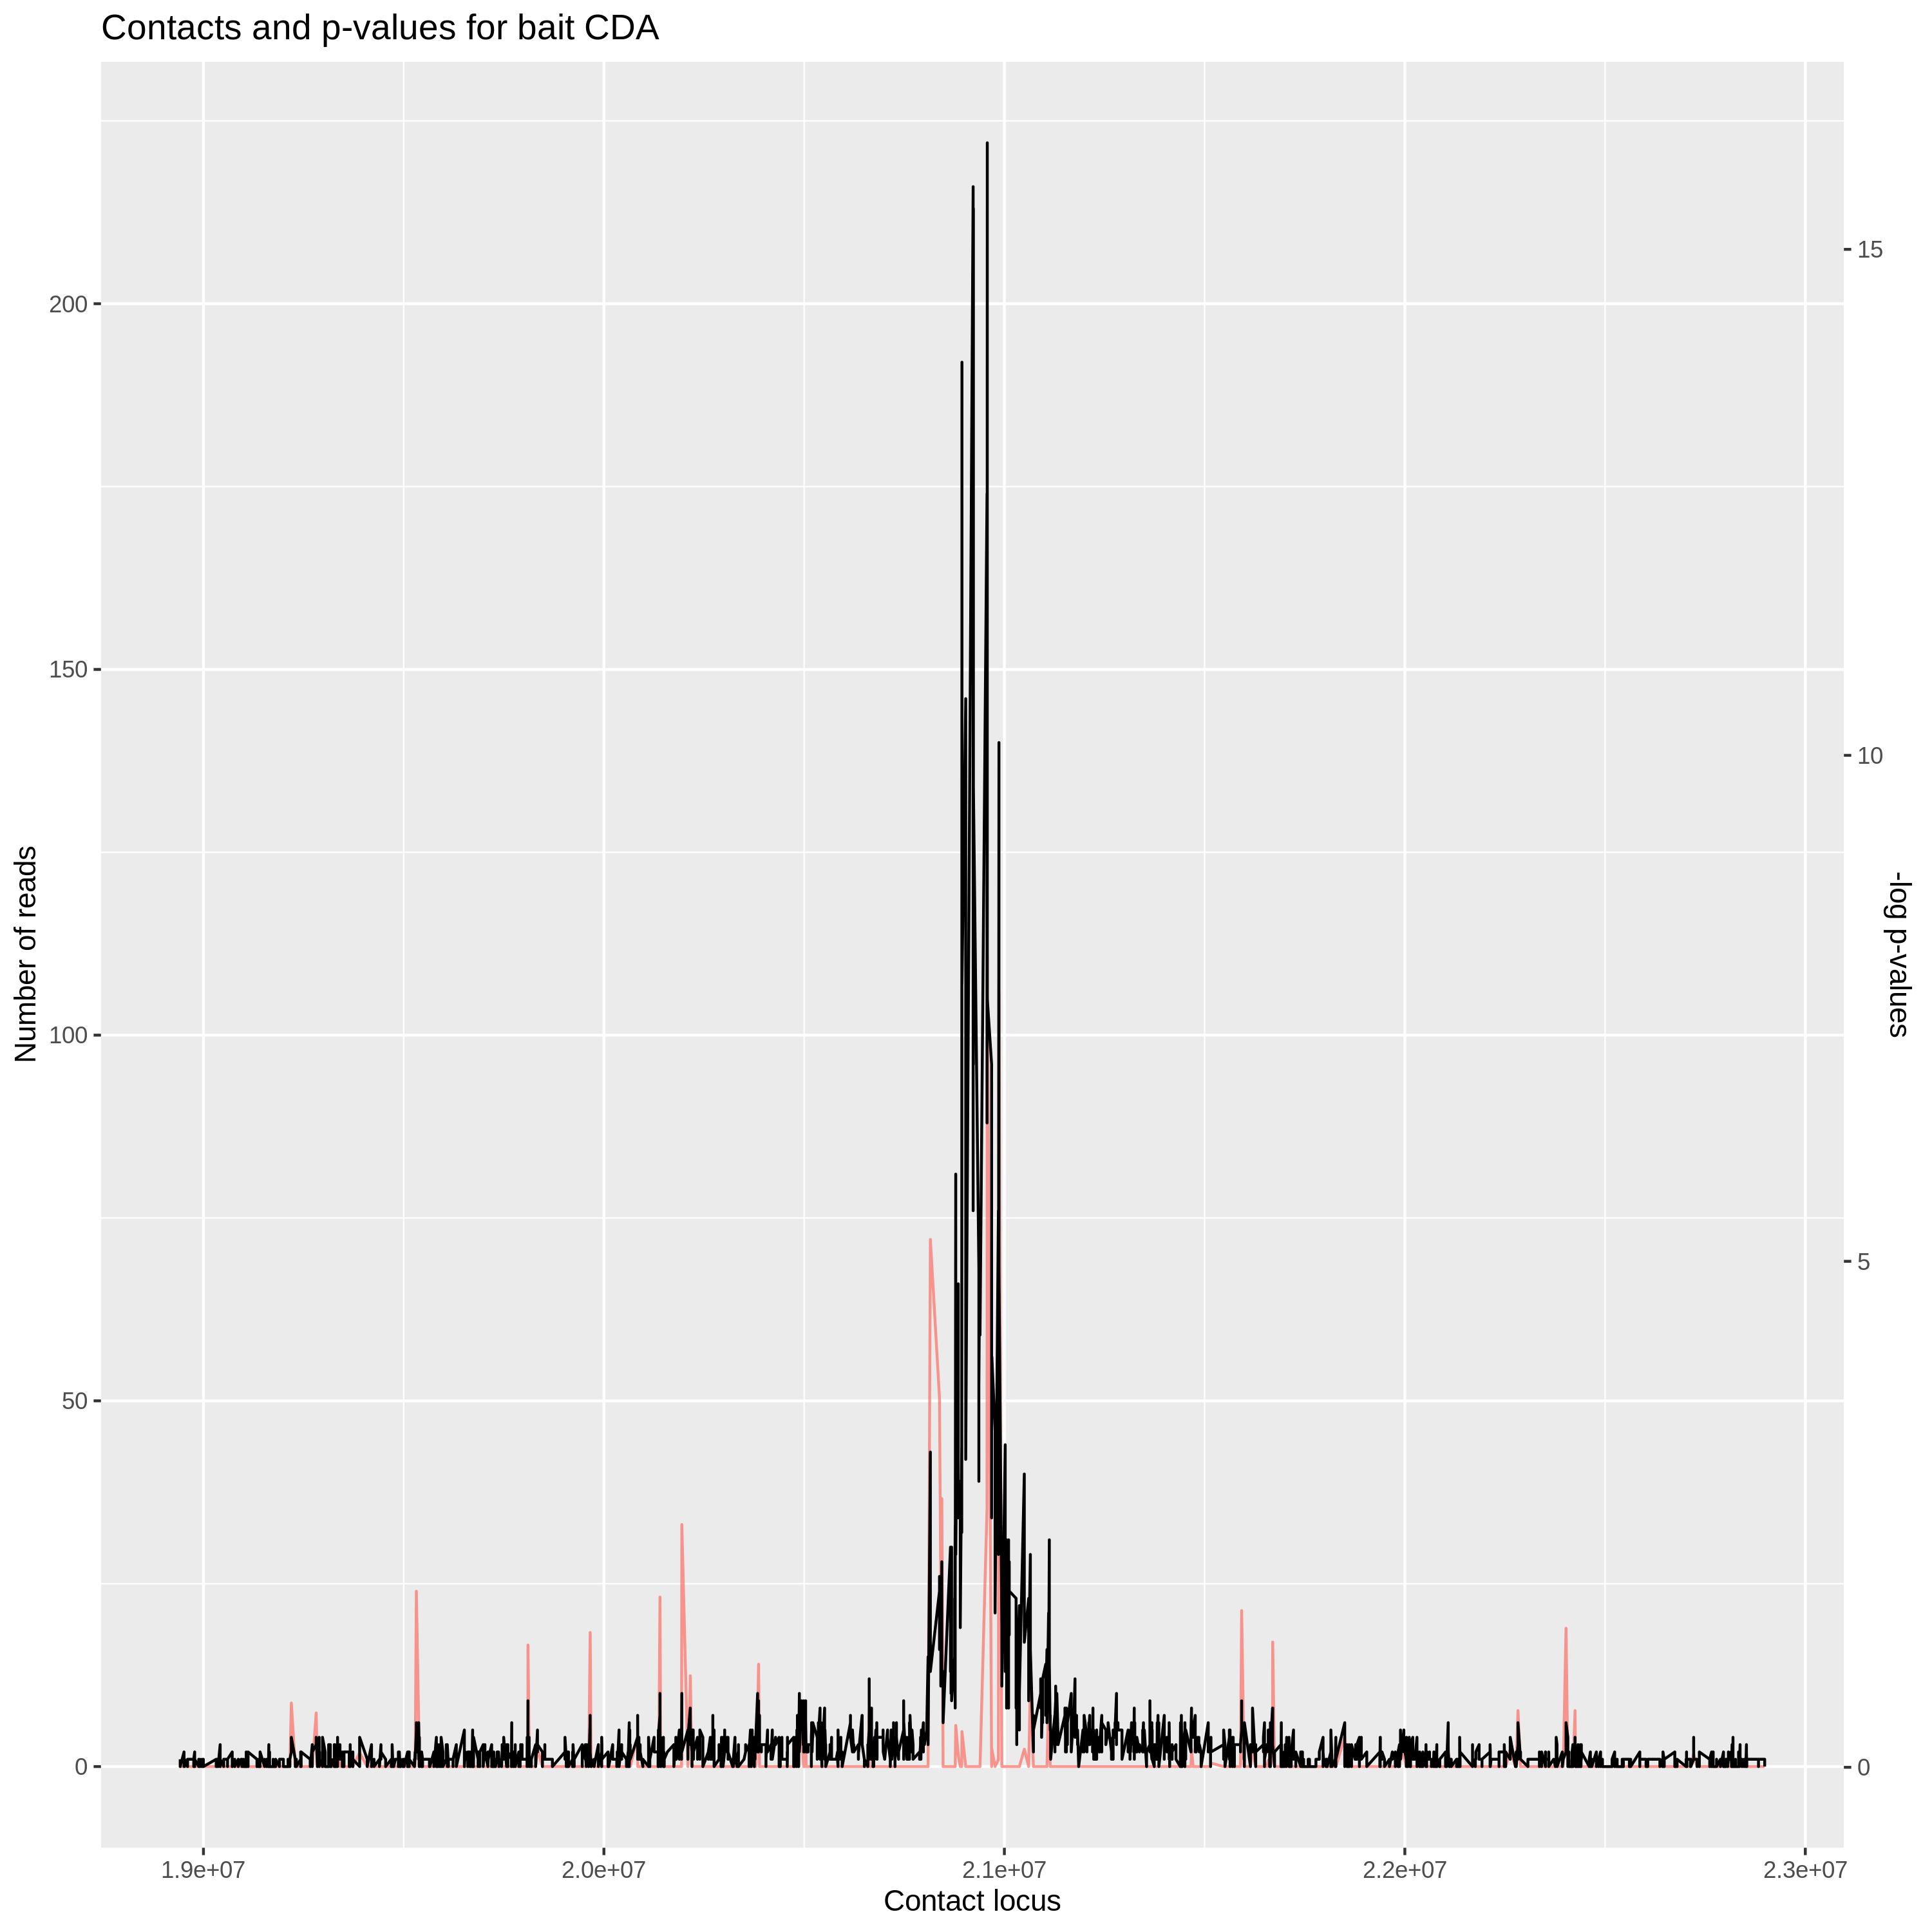 Contacts and p-values for bait CDA
Number of reads
200
150
100
50
0
15
10
5
0
-log p-values
1.9e+07 2.0e+07 2.1e+07 2.2e+07 2.3e+07
Contact locus